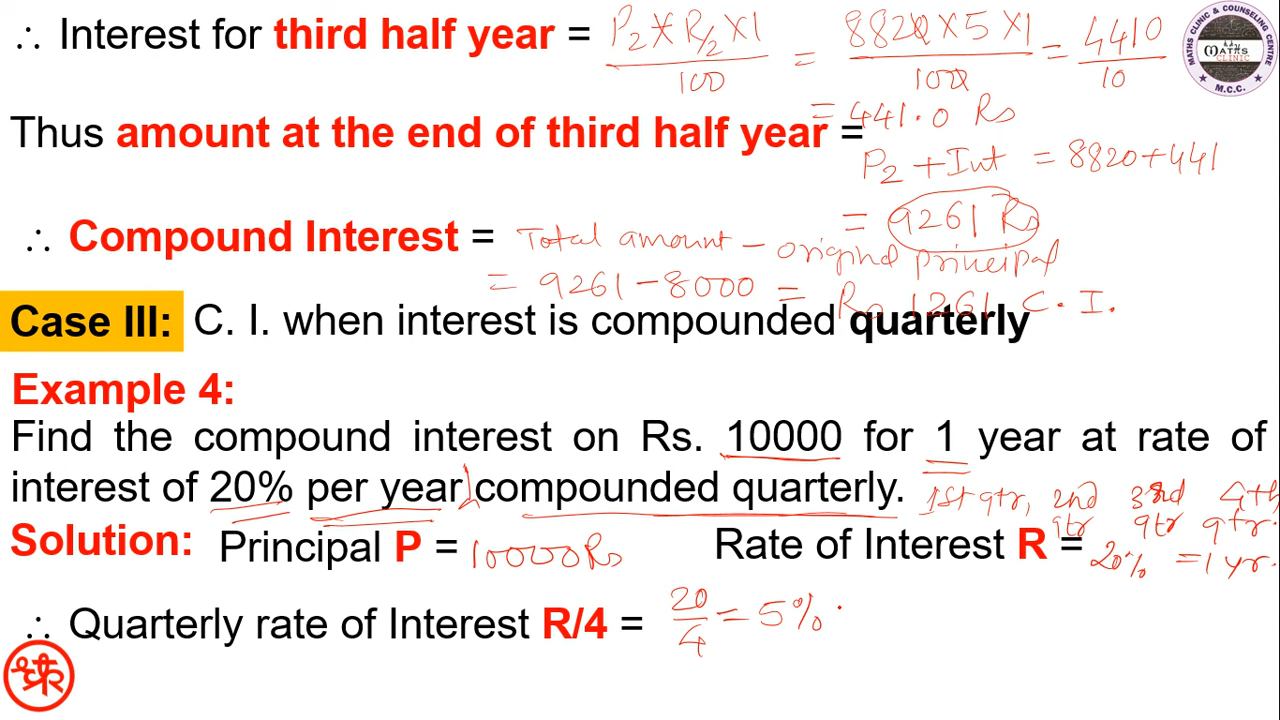 ∴ Interest for third half year = P₂ × R/₂ × 1 / 100 = 8820 × 5 × 1 / 100 = 4410 / 10
= 441.0 Rs
Thus amount at the end of third half year =
P₂ + Int = 8820 + 441
= 9261 Rs
∴ Compound Interest = Total amount − original principal
= 9261 − 8000 = Rs 1261 C. I.
Case III: C. I. when interest is compounded quarterly
Example 4:
Find the compound interest on Rs. 10000 for 1 year at rate of
interest of 20% per year compounded quarterly.
1st qtr, 2nd qtr 3rd qtr 4th qtr.
Solution: Principal P = 10000 Rs Rate of Interest R = 20% = 1 yr.
∴ Quarterly rate of Interest R/4 = 20/4 = 5%.
MATHS CLINIC & COUNSELING CENTRE
MATHS
CLINIC
M.C.C.
श्री